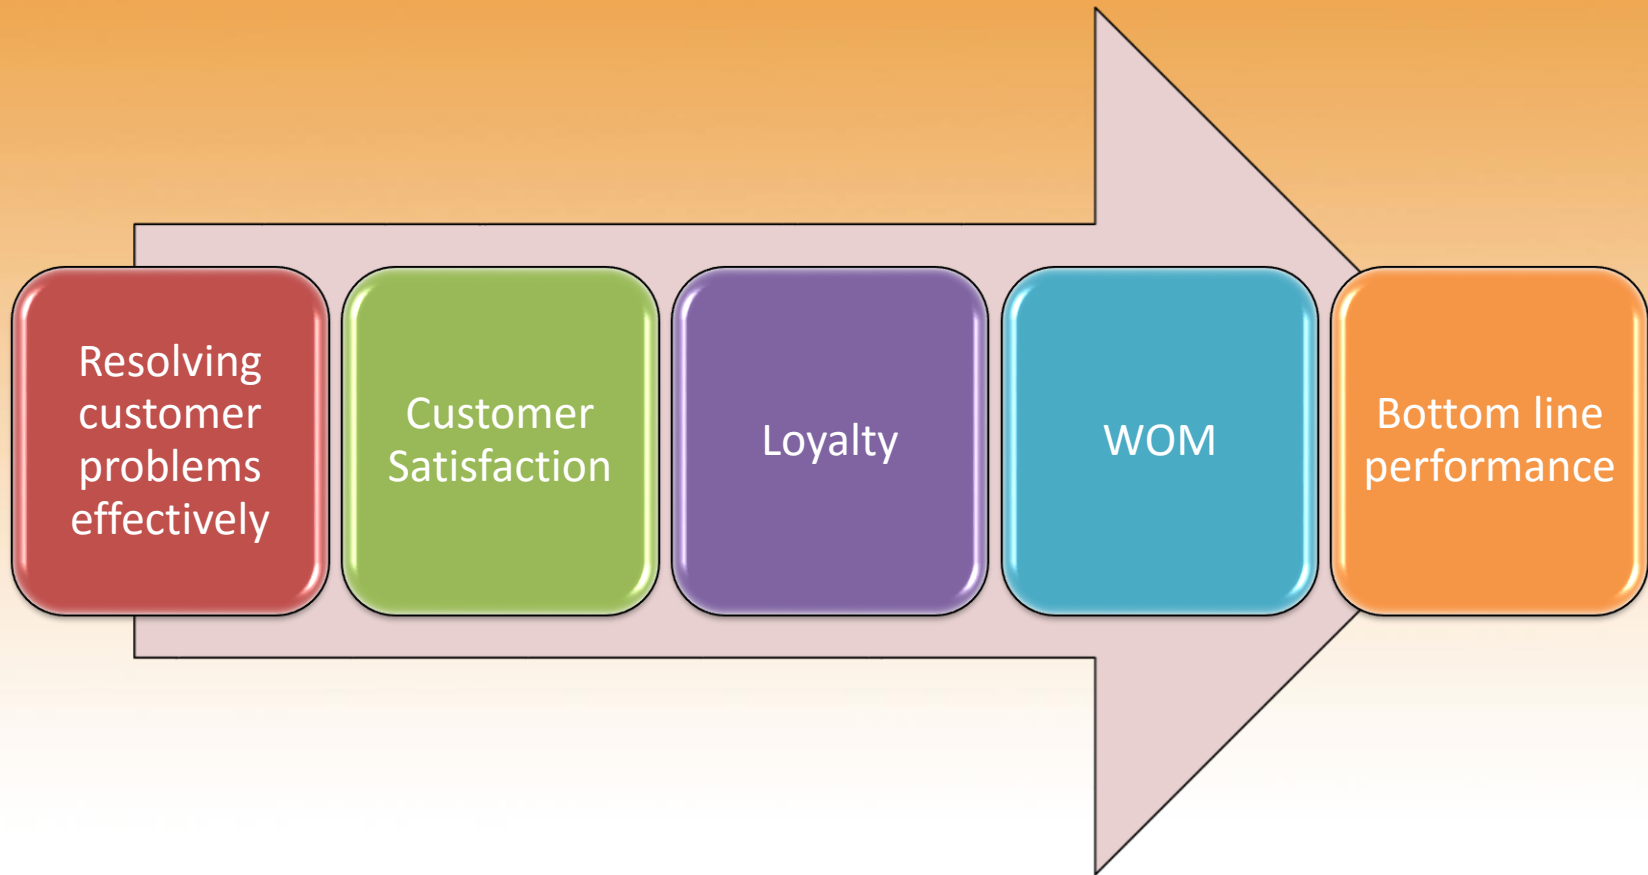 Resolving
customer
problems
effectively
Customer
Satisfaction
Loyalty
WOM
Bottom line
performance